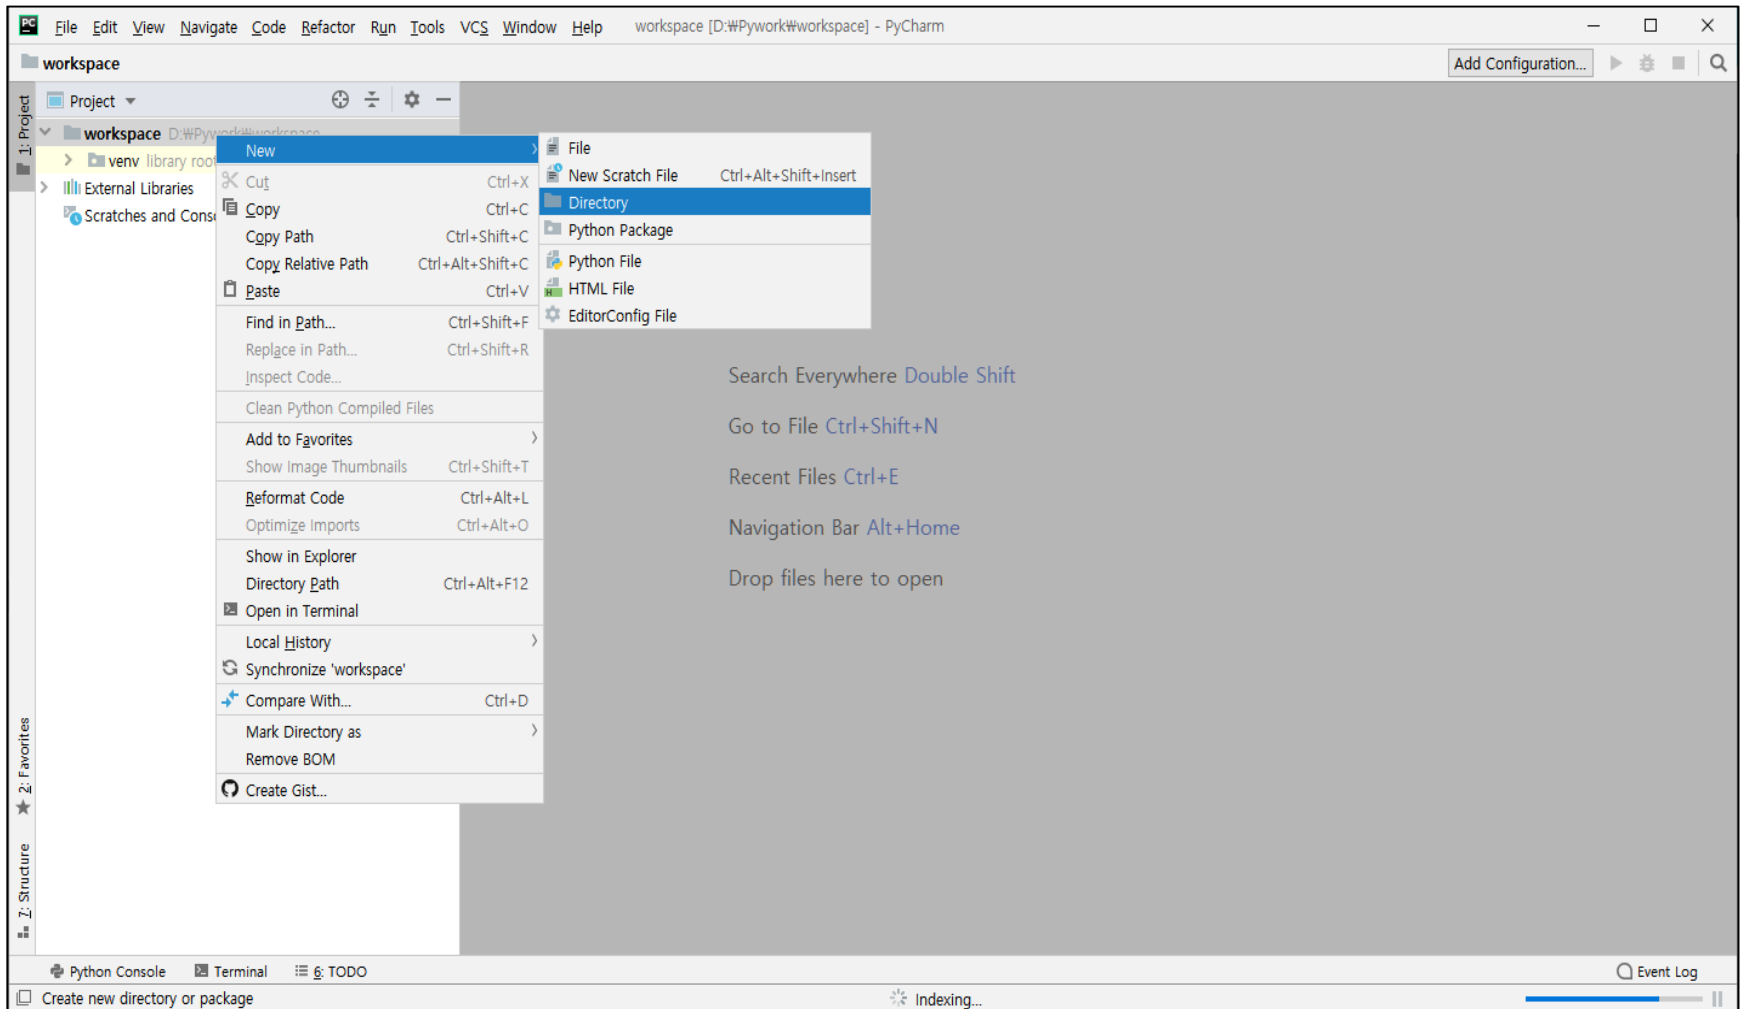 PC File Edit View Navigate Code Refactor Run Tools VCS Window Help workspace [D:₩Pywork₩workspace] - PyCharm
workspace
Add Configuration...
1: Project
Project
workspace D:₩Pywork₩workspace
venv library root
External Libraries
Scratches and Conso
New
Cut Ctrl+X
Copy Ctrl+C
Copy Path Ctrl+Shift+C
Copy Relative Path Ctrl+Alt+Shift+C
Paste Ctrl+V
Find in Path... Ctrl+Shift+F
Replace in Path... Ctrl+Shift+R
Inspect Code...
Clean Python Compiled Files
Add to Favorites
Show Image Thumbnails Ctrl+Shift+T
Reformat Code Ctrl+Alt+L
Optimize Imports Ctrl+Alt+O
Show in Explorer
Directory Path Ctrl+Alt+F12
Open in Terminal
Local History
Synchronize 'workspace'
Compare With... Ctrl+D
Mark Directory as
Remove BOM
Create Gist...
File
New Scratch File Ctrl+Alt+Shift+Insert
Directory
Python Package
Python File
HTML File
EditorConfig File
Search Everywhere Double Shift
Go to File Ctrl+Shift+N
Recent Files Ctrl+E
Navigation Bar Alt+Home
Drop files here to open
2: Favorites
7: Structure
Python Console Terminal 6: TODO
Event Log
Create new directory or package
Indexing...